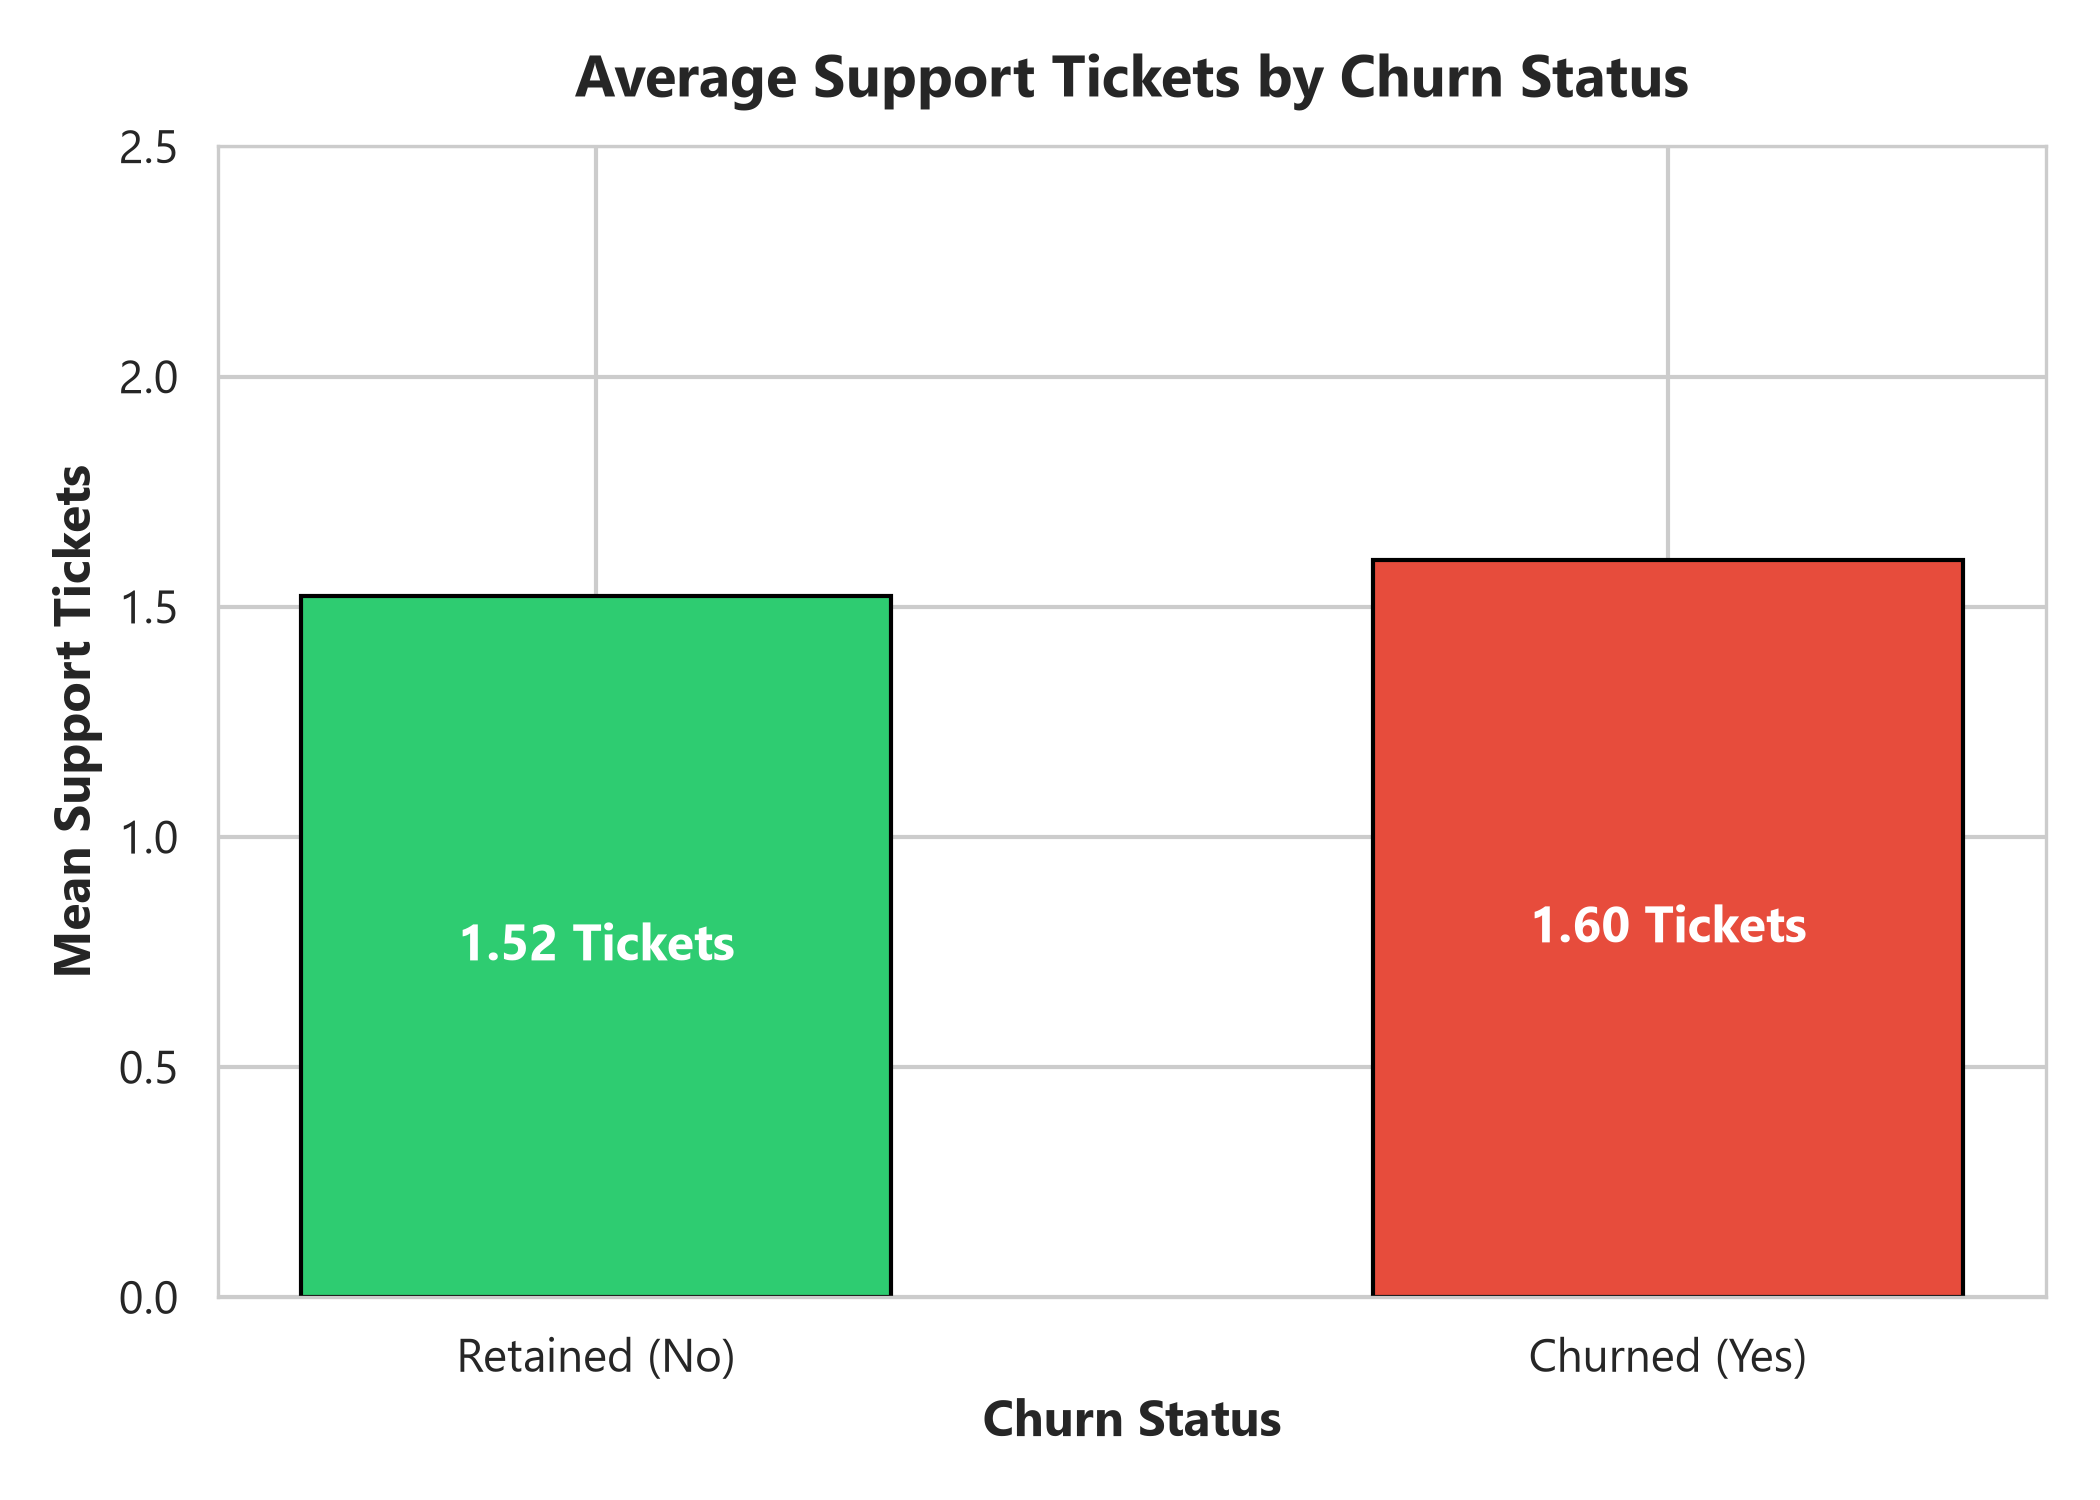 Average Support Tickets by Churn Status
2.5
2.0
1.5
1.0
0.5
0.0
Mean Support Tickets
1.52 Tickets
1.60 Tickets
Retained (No)
Churned (Yes)
Churn Status